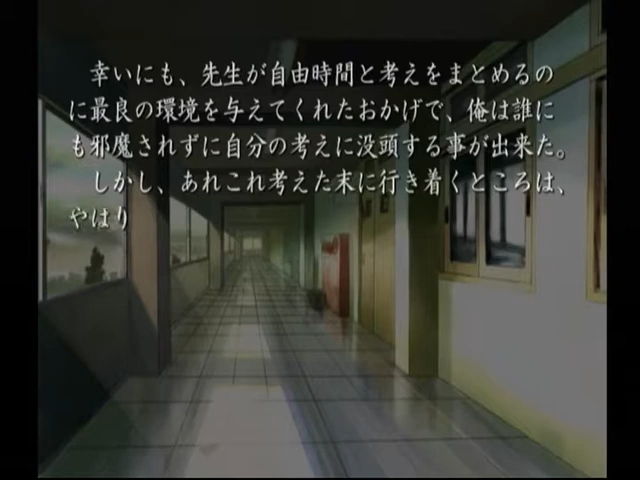 幸いにも、先生が自由時間と考えをまとめるの
に最良の環境を与えてくれたおかげで、俺は誰に
も邪魔されずに自分の考えに没頭する事が出来た。
しかし、あれこれ考えた末に行き着くところは、
やはり